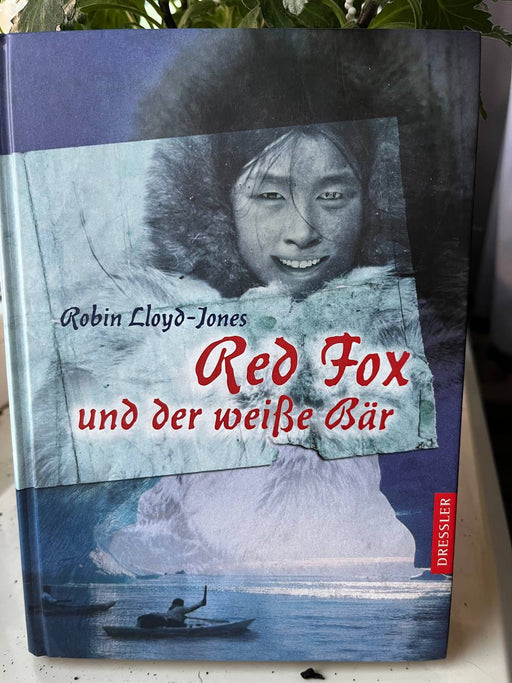 Robin Lloyd-Jones
Red Fox
und der weiße Bär
DRESSLER